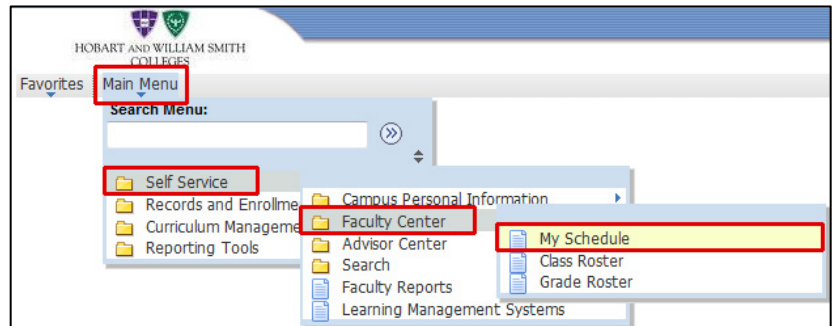 HOBART AND WILLIAM SMITH
COLLEGES
Favorites Main Menu
Search Menu:
Self Service
Records and Enrollme
Curriculum Manageme
Reporting Tools
Campus Personal Information
Faculty Center
Advisor Center
Search
Faculty Reports
Learning Management Systems
My Schedule
Class Roster
Grade Roster